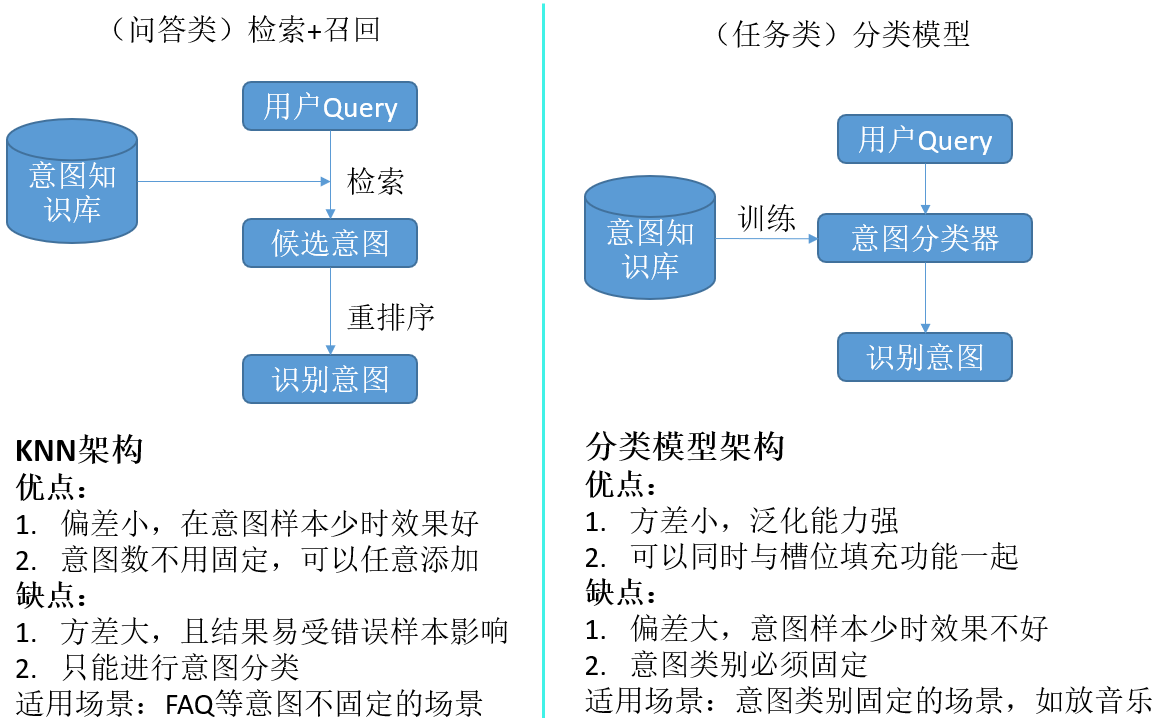 （问答类）检索+召回
用户Query
意图知
识库
检索
候选意图
重排序
识别意图
KNN架构
优点：
1. 偏差小，在意图样本少时效果好
2. 意图数不用固定，可以任意添加
缺点：
1. 方差大，且结果易受错误样本影响
2. 只能进行意图分类
适用场景：FAQ等意图不固定的场景
（任务类）分类模型
用户Query
意图知
识库
训练
意图分类器
识别意图
分类模型架构
优点：
1. 方差小，泛化能力强
2. 可以同时与槽位填充功能一起
缺点：
1. 偏差大，意图样本少时效果不好
2. 意图类别必须固定
适用场景：意图类别固定的场景，如放音乐